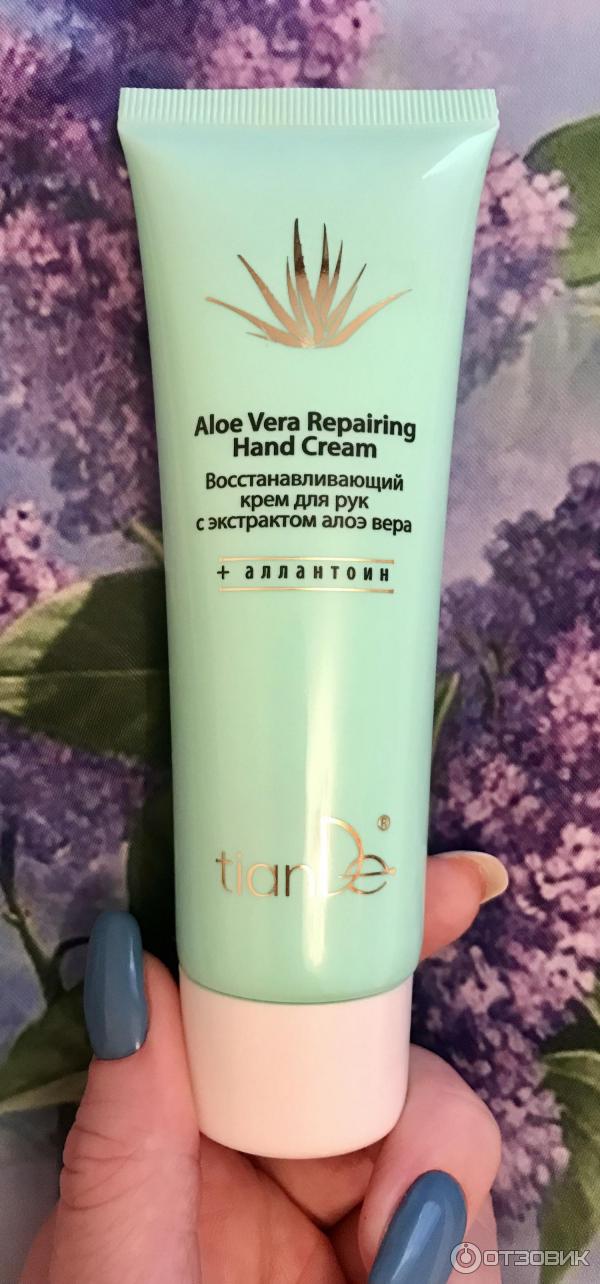 Aloe Vera Repairing
Hand Cream
Восстанавливающий
крем для рук
с экстрактом алоэ вера
+ аллантоин
tianDe®
ОТЗОВИК